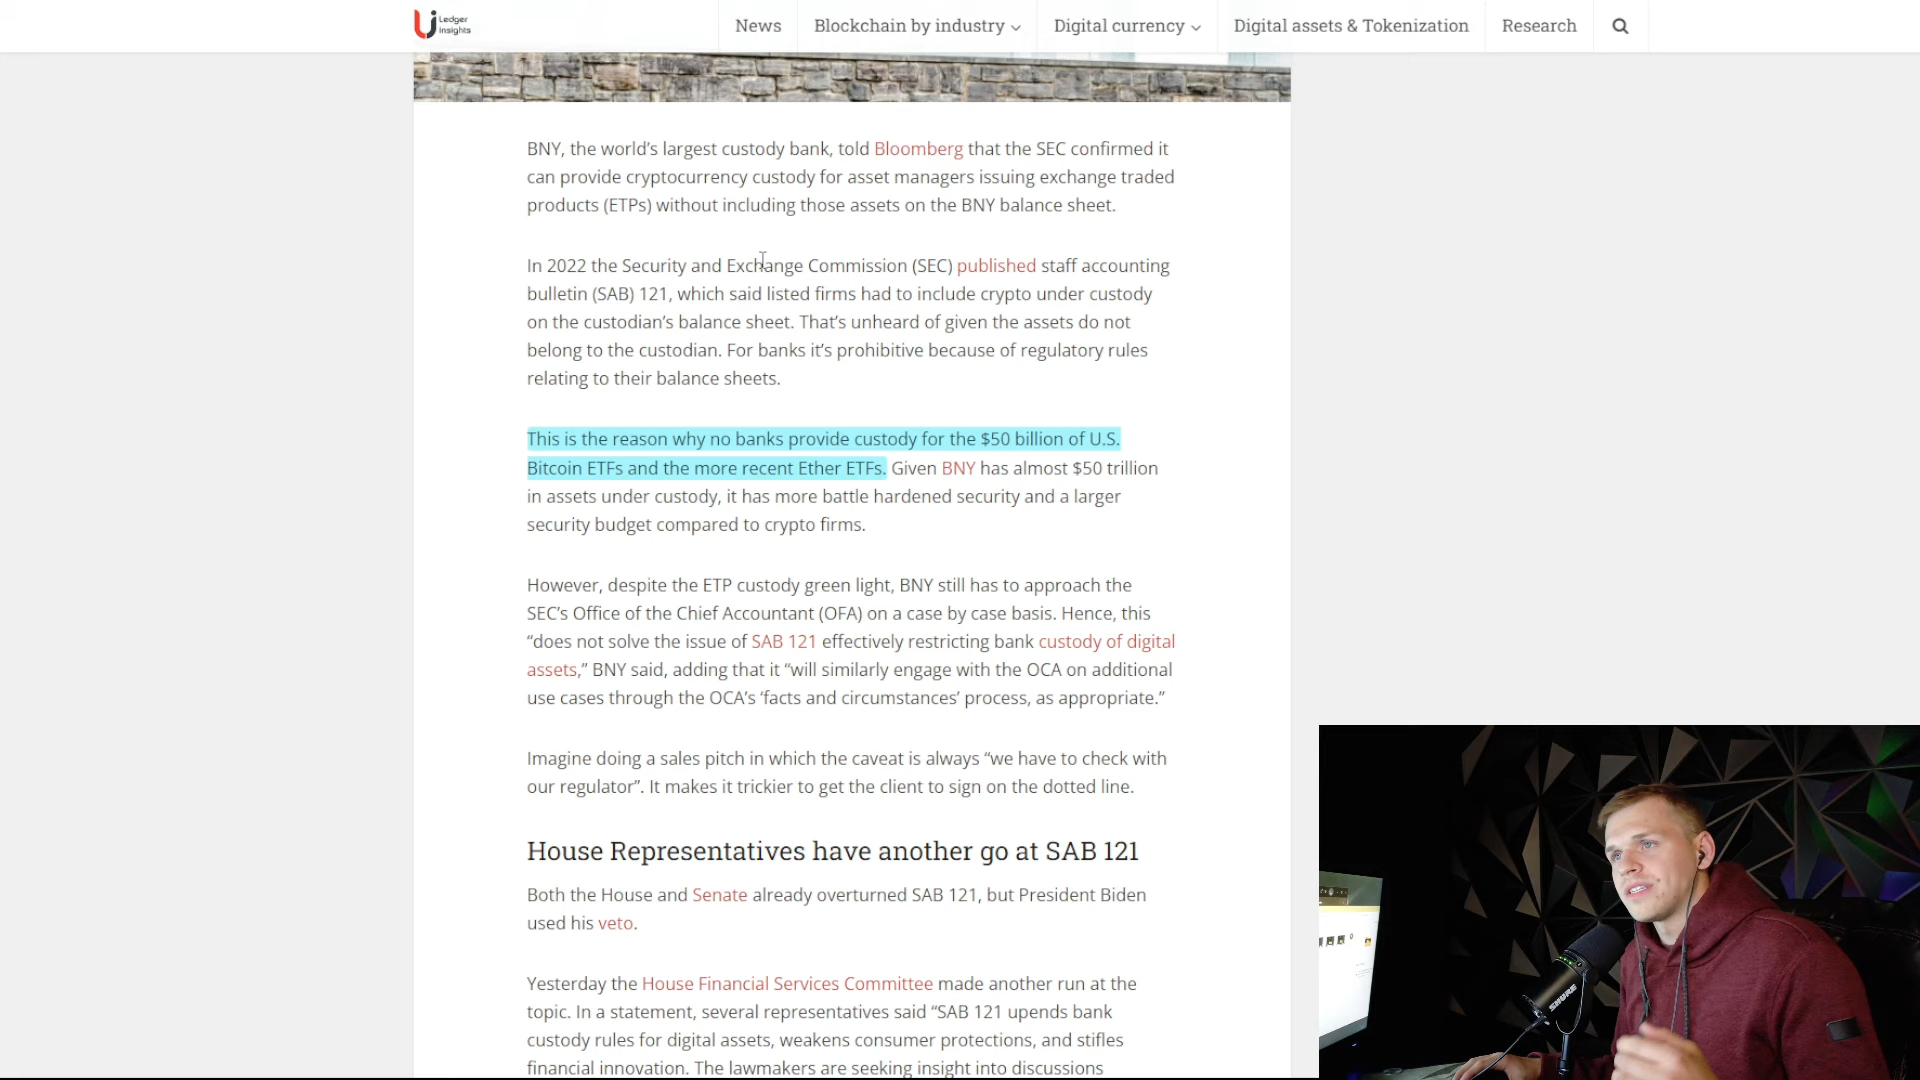 Ledger
Insights
News
Blockchain by industry
Digital currency
Digital assets & Tokenization
Research
BNY, the world's largest custody bank, told Bloomberg that the SEC confirmed it
can provide cryptocurrency custody for asset managers issuing exchange traded
products (ETPs) without including those assets on the BNY balance sheet.
In 2022 the Security and Exchange Commission (SEC) published staff accounting
bulletin (SAB) 121, which said listed firms had to include crypto under custody
on the custodian's balance sheet. That's unheard of given the assets do not
belong to the custodian. For banks it's prohibitive because of regulatory rules
relating to their balance sheets.
This is the reason why no banks provide custody for the $50 billion of U.S.
Bitcoin ETFs and the more recent Ether ETFs. Given BNY has almost $50 trillion
in assets under custody, it has more battle hardened security and a larger
security budget compared to crypto firms.
However, despite the ETP custody green light, BNY still has to approach the
SEC's Office of the Chief Accountant (OFA) on a case by case basis. Hence, this
“does not solve the issue of SAB 121 effectively restricting bank custody of digital
assets,” BNY said, adding that it “will similarly engage with the OCA on additional
use cases through the OCA's ‘facts and circumstances’ process, as appropriate.”
Imagine doing a sales pitch in which the caveat is always “we have to check with
our regulator”. It makes it trickier to get the client to sign on the dotted line.
House Representatives have another go at SAB 121
Both the House and Senate already overturned SAB 121, but President Biden
used his veto.
Yesterday the House Financial Services Committee made another run at the
topic. In a statement, several representatives said “SAB 121 upends bank
custody rules for digital assets, weakens consumer protections, and stifles
financial innovation. The lawmakers are seeking insight into discussions
SHURE